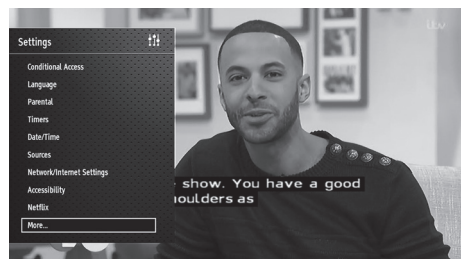 itv
Settings
Conditional Access
Language
Parental
Timers
Date/Time
Sources
Network/Internet Settings
Accessibility
Netflix
More...
show. You have a good
houlders as